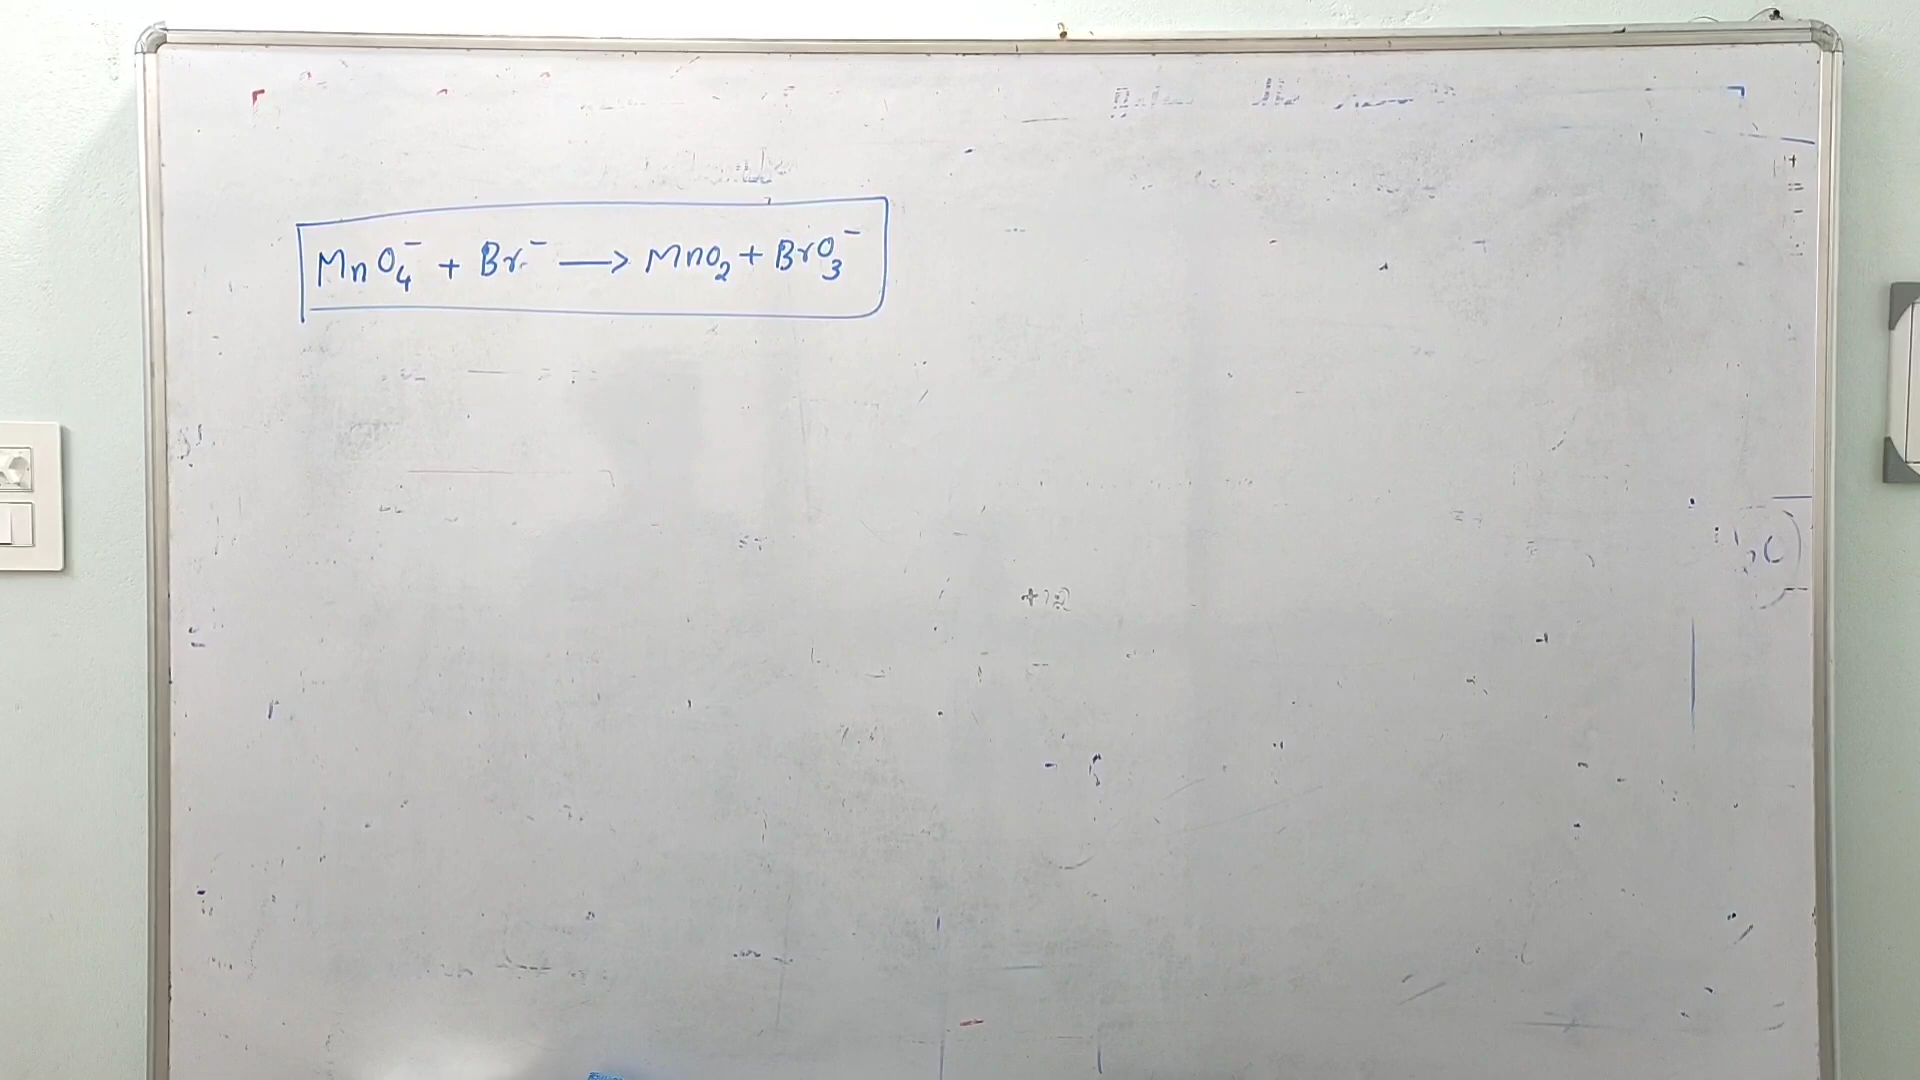 MnO₄⁻ + Br⁻ ⟶ MnO₂ + BrO₃⁻